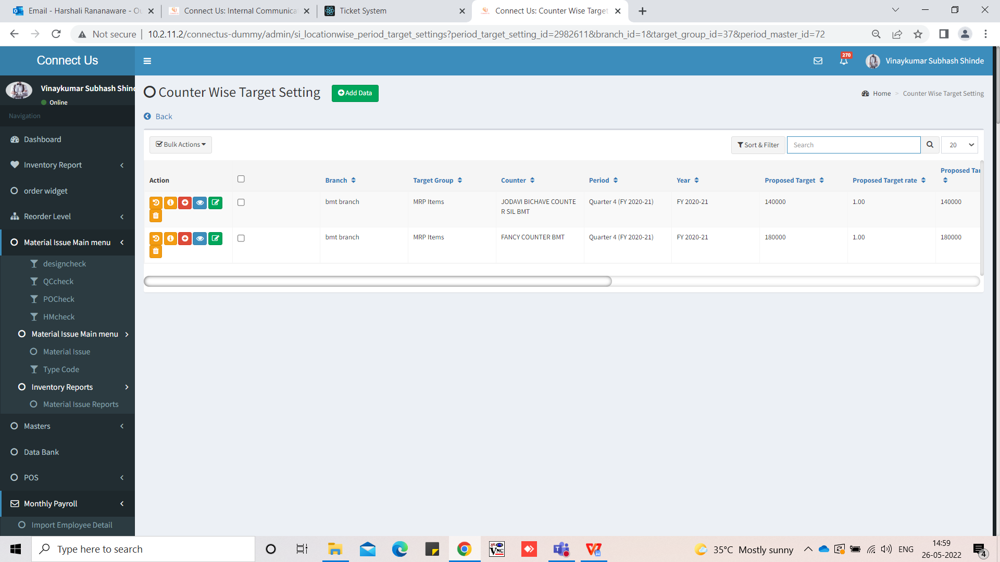 Email - Harshali Rananaware - Ou
Connect Us: Internal Communica
Ticket System
Connect Us: Counter Wise Target
Not secure
10.2.11.2/connectus-dummy/admin/si_locationwise_period_target_settings?period_target_setting_id=2982611&branch_id=1&target_group_id=37&period_master_id=72
Connect Us
270
Vinaykumar Subhash Shinde
Vinaykumar Subhash Shind
Online
Navigation
Dashboard
Inventory Report
order widget
Reorder Level
Material Issue Main menu
designcheck
QCcheck
POCheck
HMcheck
Material Issue Main menu
Material Issue
Type Code
Inventory Reports
Material Issue Reports
Masters
Data Bank
POS
Monthly Payroll
Import Employee Detail
Counter Wise Target Setting
Add Data
Home > Counter Wise Target Setting
Back
Bulk Actions
Sort & Filter
Search
20
Action Branch Target Group Counter Period Year Proposed Target Proposed Target rate Proposed Tar
bmt branch MRP Items JODAVI BICHAVE COUNTE Quarter 4 (FY 2020-21) FY 2020-21 140000 1.00 140000
R SIL BMT
bmt branch MRP Items FANCY COUNTER BMT Quarter 4 (FY 2020-21) FY 2020-21 180000 1.00 180000
Type here to search
VNC
35°C Mostly sunny
ENG
14:59
26-05-2022
4